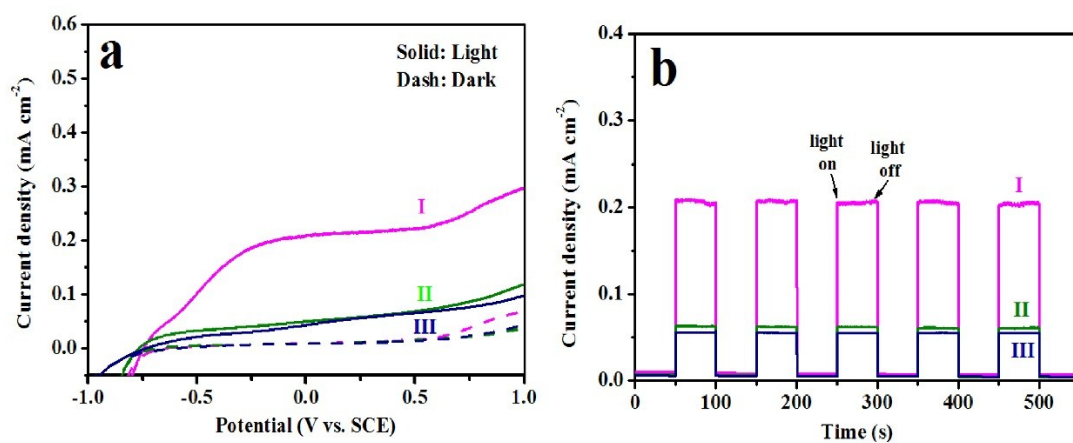 a
Solid: Light
Dash: Dark
I
II
III
0.6
0.5
0.4
0.3
0.2
0.1
0.0
-1.0
-0.5
0.0
0.5
1.0
Current density (mA cm-2)
Potential (V vs. SCE)
b
light
on
light
off
I
II
III
0.4
0.3
0.2
0.1
0.0
0
100
200
300
400
500
Current density (mA cm-2)
Time (s)